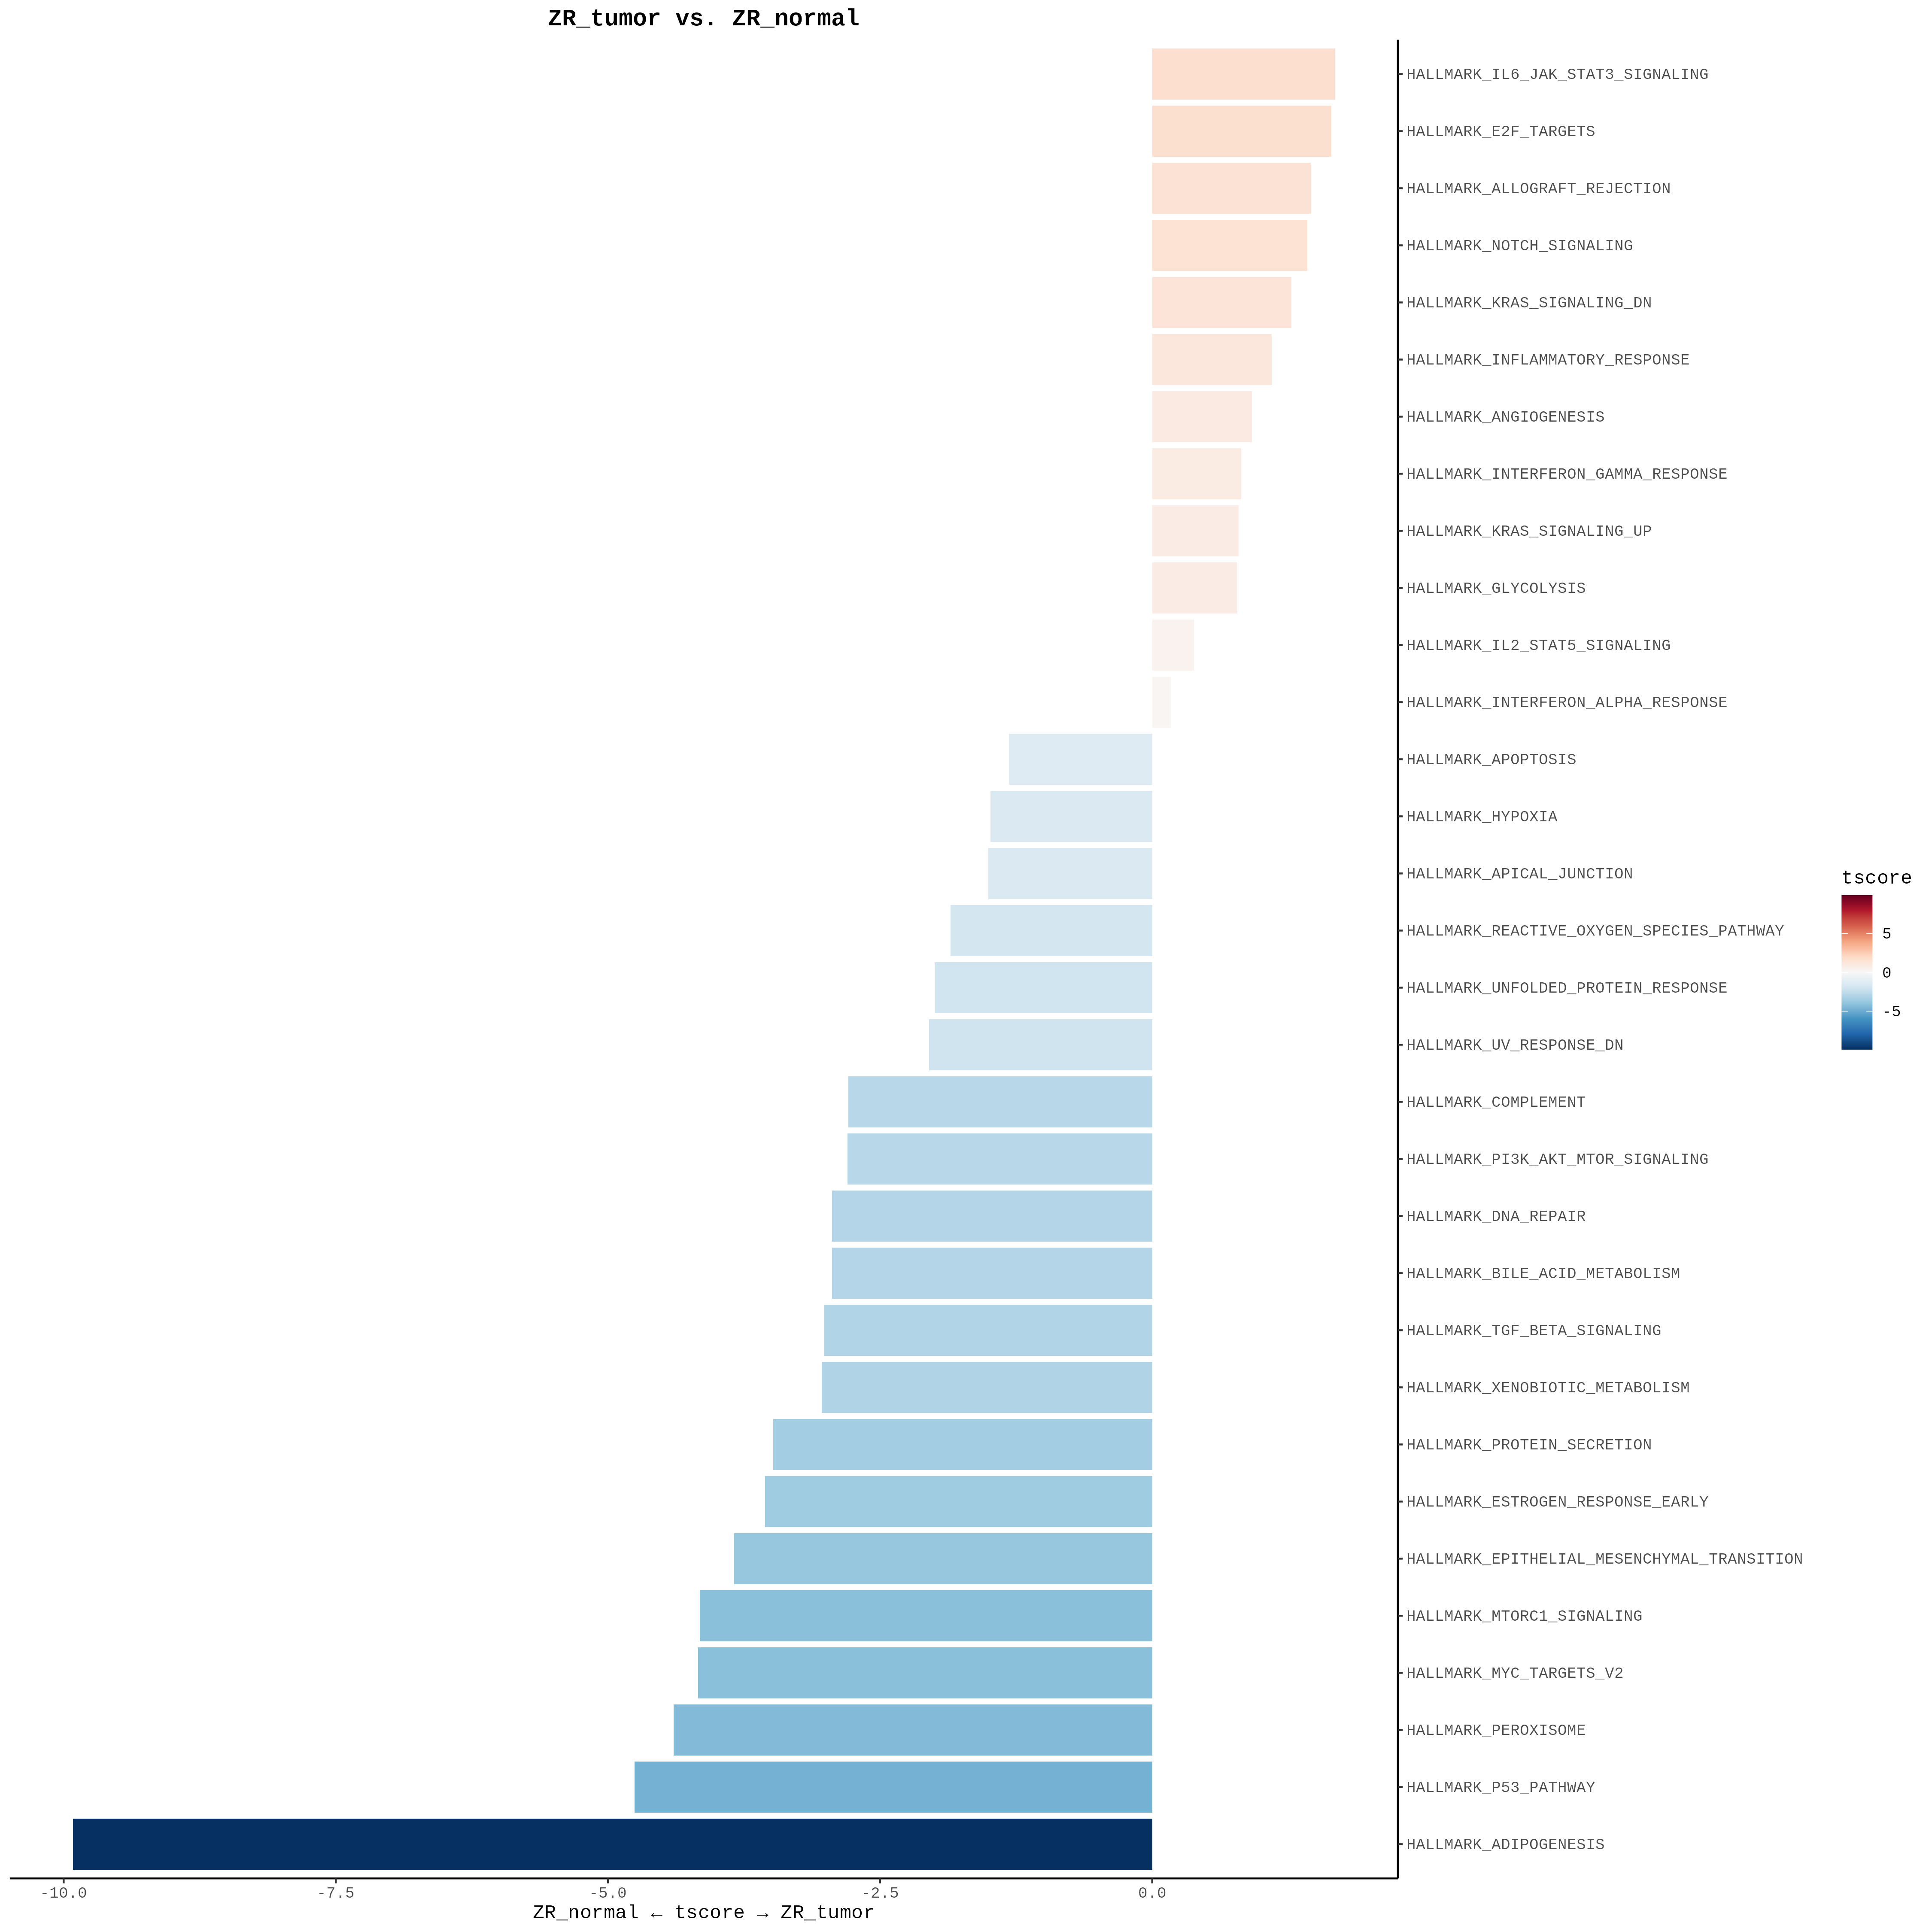 ZR_tumor vs. ZR_normal
HALLMARK_IL6_JAK_STAT3_SIGNALING
HALLMARK_E2F_TARGETS
HALLMARK_ALLOGRAFT_REJECTION
HALLMARK_NOTCH_SIGNALING
HALLMARK_KRAS_SIGNALING_DN
HALLMARK_INFLAMMATORY_RESPONSE
HALLMARK_ANGIOGENESIS
HALLMARK_INTERFERON_GAMMA_RESPONSE
HALLMARK_KRAS_SIGNALING_UP
HALLMARK_GLYCOLYSIS
HALLMARK_IL2_STAT5_SIGNALING
HALLMARK_INTERFERON_ALPHA_RESPONSE
HALLMARK_APOPTOSIS
HALLMARK_HYPOXIA
HALLMARK_APICAL_JUNCTION
HALLMARK_REACTIVE_OXYGEN_SPECIES_PATHWAY
HALLMARK_UNFOLDED_PROTEIN_RESPONSE
HALLMARK_UV_RESPONSE_DN
HALLMARK_COMPLEMENT
HALLMARK_PI3K_AKT_MTOR_SIGNALING
HALLMARK_DNA_REPAIR
HALLMARK_BILE_ACID_METABOLISM
HALLMARK_TGF_BETA_SIGNALING
HALLMARK_XENOBIOTIC_METABOLISM
HALLMARK_PROTEIN_SECRETION
HALLMARK_ESTROGEN_RESPONSE_EARLY
HALLMARK_EPITHELIAL_MESENCHYMAL_TRANSITION
HALLMARK_MTORC1_SIGNALING
HALLMARK_MYC_TARGETS_V2
HALLMARK_PEROXISOME
HALLMARK_P53_PATHWAY
HALLMARK_ADIPOGENESIS
tscore
5
0
-5
-10.0 -7.5 -5.0 -2.5 0.0
ZR_normal ← tscore → ZR_tumor